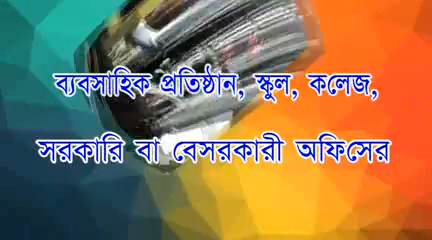 ব্যবসাহিক প্রতিষ্ঠান, স্কুল, কলেজ,
সরকারি বা বেসরকারী অফিসের